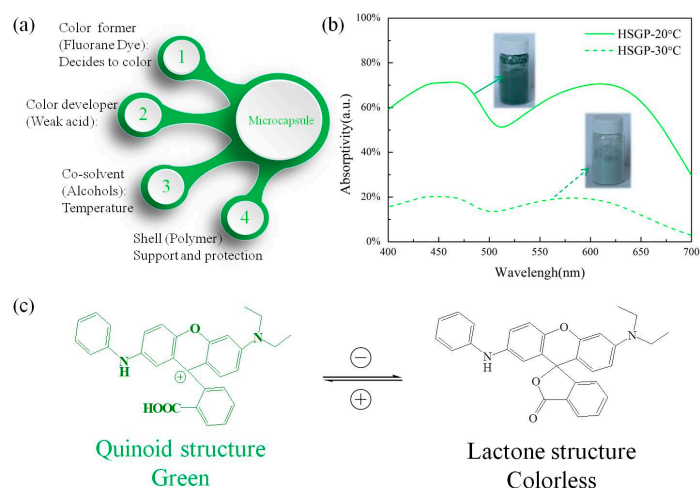 (a)
Color former
(Fluorane Dye):
Decides to color
1
Color developer
(Weak acid):
2
Microcapsule
Co-solvent
(Alcohols):
Temperature
3
4
Shell (Polymer)
Support and protection
(b)
HSGP-20°C
HSGP-30°C
Absorptivity(a.u.)
100%
80%
60%
40%
20%
0%
400 450 500 550 600 650 700
Wavelengh(nm)
(c)
O
N
N
H
+
HOOC
−
+
O
N
N
H
O
O
Quinoid structure
Green
Lactone structure
Colorless